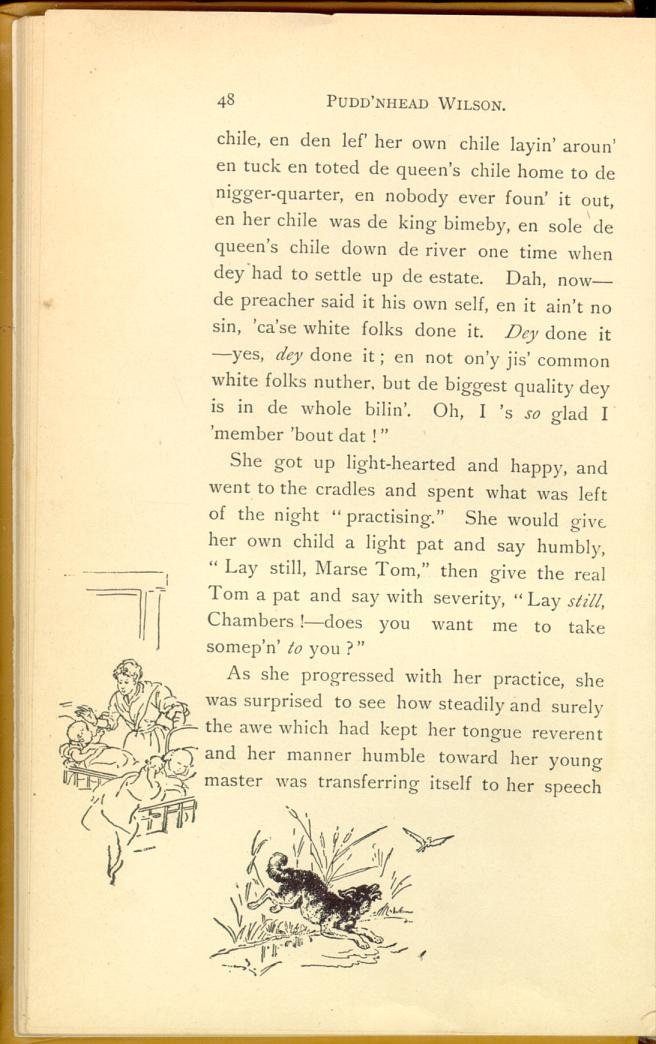 48 PUDD'NHEAD WILSON.
chile, en den lef' her own chile layin' aroun'
en tuck en toted de queen's chile home to de
nigger-quarter, en nobody ever foun' it out,
en her chile was de king bimeby, en sole de
queen's chile down de river one time when
dey had to settle up de estate. Dah, now—
de preacher said it his own self, en it ain't no
sin, 'ca'se white folks done it. Dey done it
—yes, dey done it; en not on'y jis' common
white folks nuther, but de biggest quality dey
is in de whole bilin'. Oh, I 's so glad I
'member 'bout dat!"
She got up light-hearted and happy, and
went to the cradles and spent what was left
of the night "practising." She would give
her own child a light pat and say humbly,
"Lay still, Marse Tom," then give the real
Tom a pat and say with severity, "Lay still,
Chambers!—does you want me to take
somep'n' to you?"
As she progressed with her practice, she
was surprised to see how steadily and surely
the awe which had kept her tongue reverent
and her manner humble toward her young
master was transferring itself to her speech